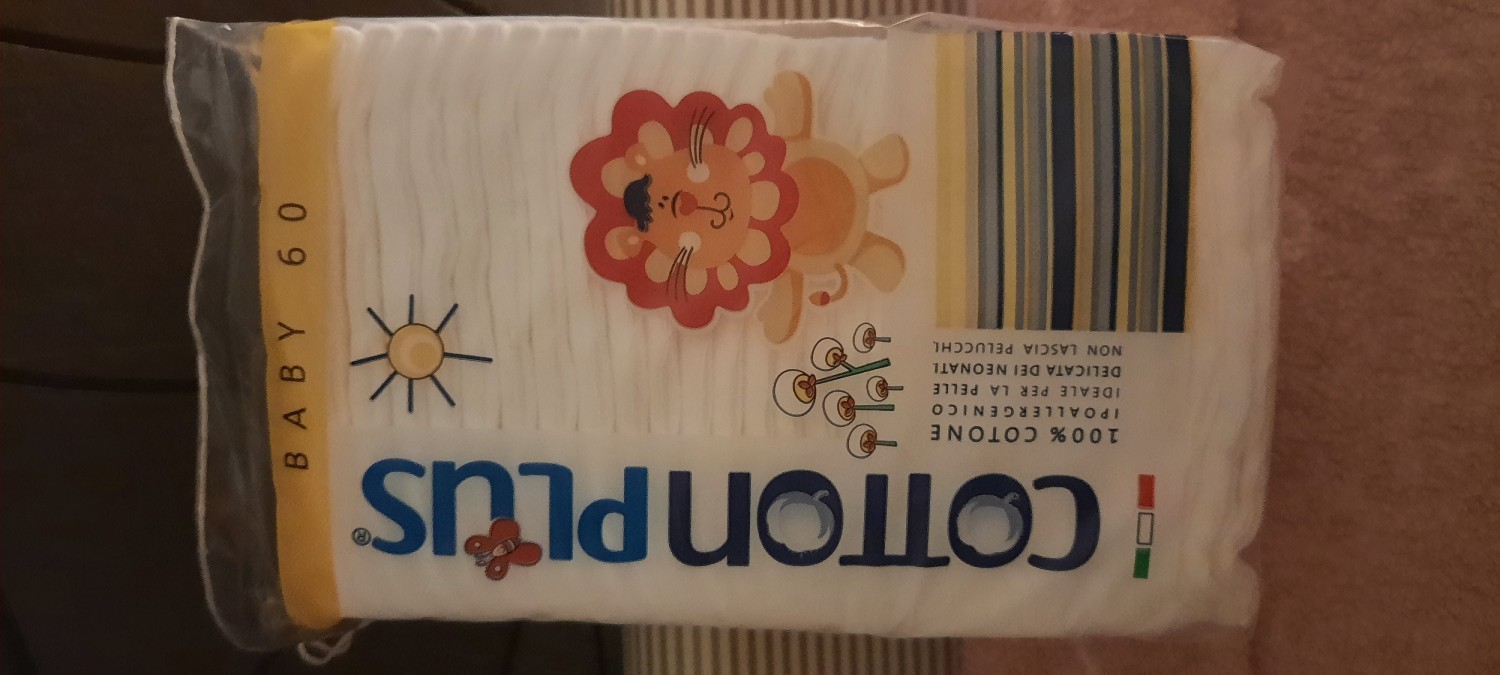 COTTON PLUS®
100% COTONE
IPOALLERGENICO
IDEALE PER LA PELLE
DELICATA DEI NEONATI.
NON LASCIA PELUCCHI.
BABY 60